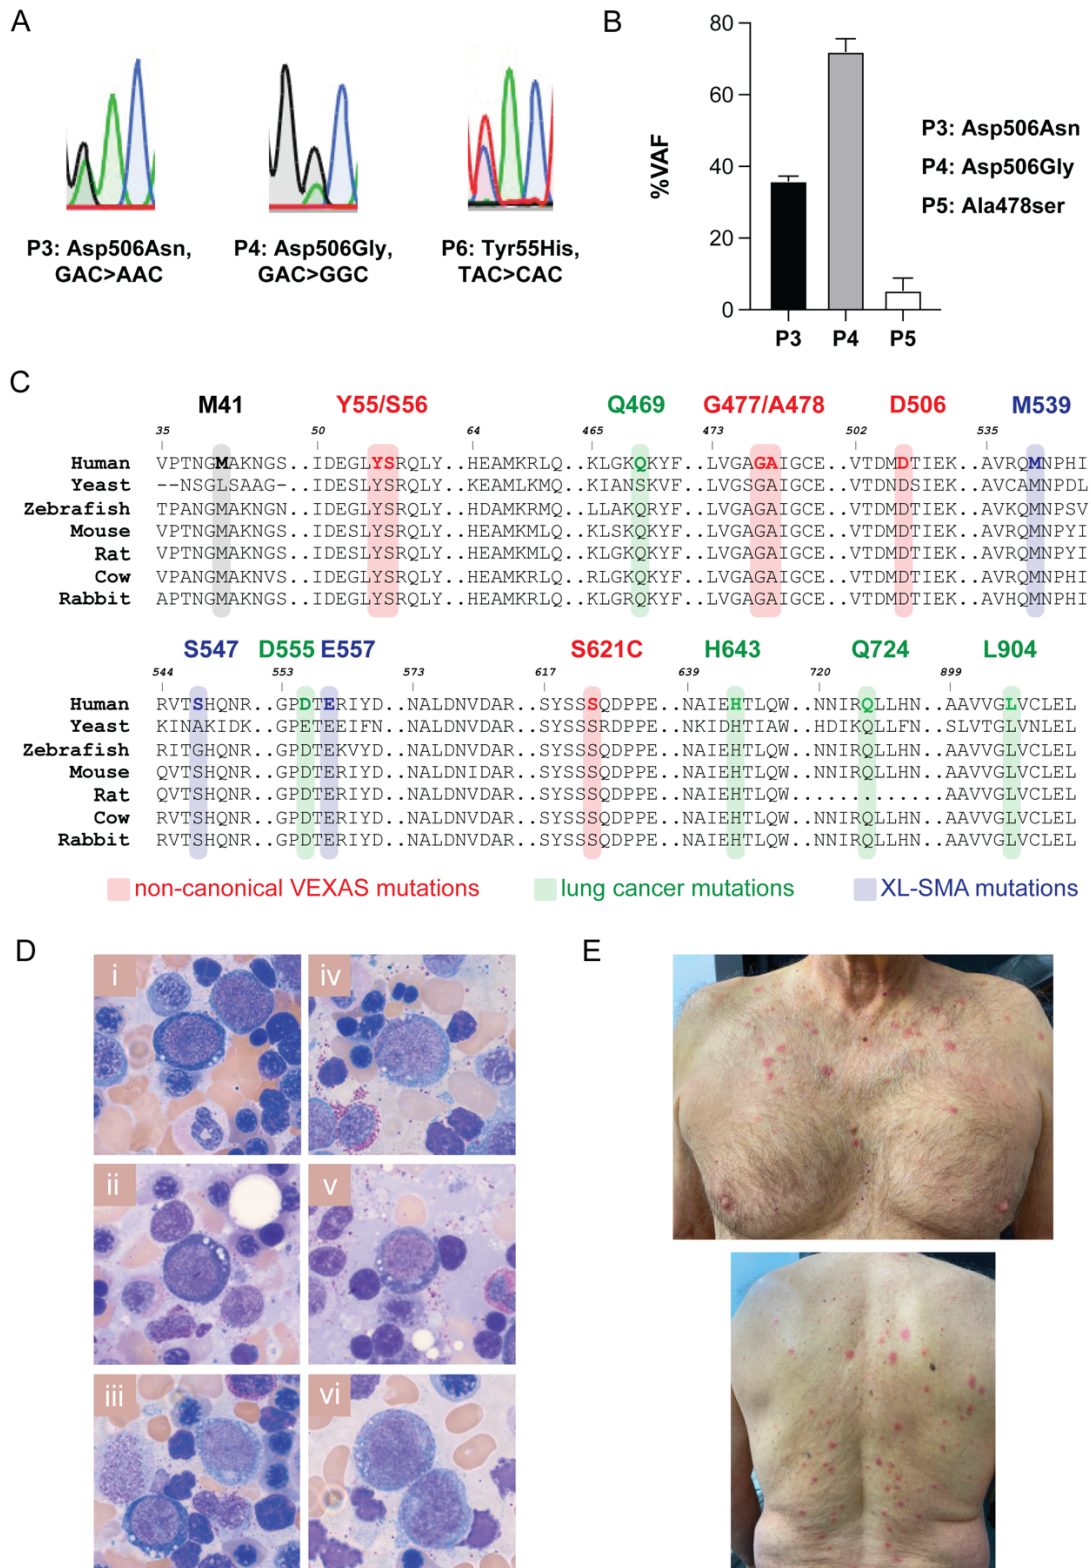 A
P3: Asp506Asn,
GAC>AAC
P4: Asp506Gly,
GAC>GGC
P6: Tyr55His,
TAC>CAC
B
%VAF
80
60
40
20
0
P3
P4
P5
P3: Asp506Asn
P4: Asp506Gly
P5: Ala478ser
C
M41 Y55/S56 Q469 G477/A478 D506 M539
35 50 64 465 473 502 535
Human VPTNGMAKNGS..IDEGLYSRQLY..HEAMKRLQ..KLGKQKYF..LVGAGAIGCE..VTDMDTIEK..AVRQMNPHI
Yeast --NSGLSAAG-..IDEGLYSRQLY..KEAMLKMQ..KIANSKVF..LVGSGAIGCE..VTDNDSIEK..AVCAMNPDL
Zebrafish TPANGMAKNGN..IDEGLYSRQLY..HDAMKRMQ..LLAKQRYF..LVGAGAIGCE..VTDMDTIEK..AVKQMNPSV
Mouse VPTNGMAKNGS..IDEGLYSRQLY..HEAMKMLQ..KLSKQKYF..LVGAGAIGCE..VTDMDTIEK..AVRQMNPYI
Rat VPTNGMAKNGS..IDEGLYSRQLY..HEAMKMLQ..KLGKQKYF..LVGAGAIGCE..VTDMDTIEK..AVRQMNPYI
Cow VPANGMAKNVS..IDEGLYSRQLY..HEAMKRLQ..RLGKQKYF..LVGAGAIGCE..VTDMDTIEK..AVRQMNPHI
Rabbit APTNGMAKNGS..IDEGLYSRQLY..HEAMKRLQ..KLGRQKYF..LVGAGAIGCE..VTDMDTIEK..AVHQMNPHI
S547 D555 E557 S621C H643 Q724 L904
544 553 573 617 639 720 899
Human RVTSHQNR..GPDTERIYD..NALDNVDAR..SYSSSQDPPE..NAIEHTLQW..NNIRQLLHN..AAVVGLVCLEL
Yeast KINAKIDK..GPETEEIFN..NALDNVDAR..SYSSSRDPPE..NKIDHTIAW..HDIKQLLFN..SLVTGLVNLEL
Zebrafish RITGHQNR..GPDTEKVYD..NALDNVDAR..SYSSSQDPPE..NAIEHTLQW..NNIRQLLHN..AAVVGLVCLEL
Mouse QVTSHQNR..GPDTERIYD..NALDNIDAR..SYSSSQDPPE..NAIEHTLQW..NNIRQLLHN..AAVVGLVCLEL
Rat QVTSHQNR..GPDTERIYD..NALDNVDAR..SYSSSQDPPE..NAIEHTLQW.............AAVVGLVCLEL
Cow RVTSHQNR..GPDTERIYD..NALDNVDAR..SYSSSQDPPE..NAIEHTLQW..NNIRQLLHN..AAVVGLVCLEL
Rabbit RVTSHQNR..GPDTERIYD..NALDNVDAR..SYSSSQDPPE..NAIEHTLQW..NNIRQLLHN..AAVVGLVCLEL
non-canonical VEXAS mutations lung cancer mutations XL-SMA mutations
D
i
iv
ii
v
iii
vi
E